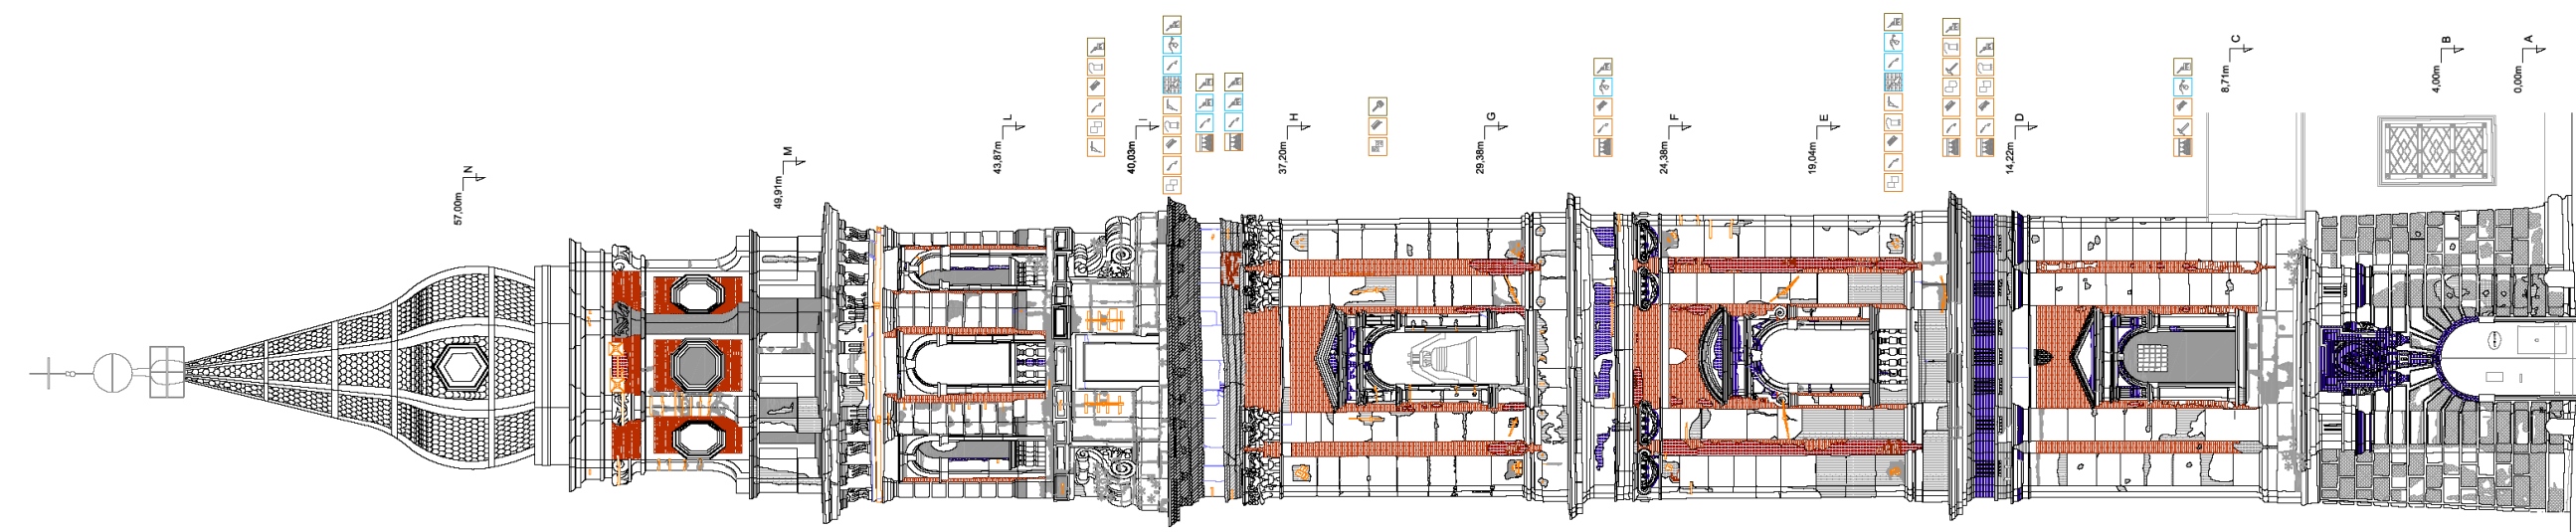 N
57,00m
M
49,91m
L
43,87m
I
40,03m
H
37,20m
G
29,38m
F
24,38m
E
19,04m
D
14,22m
C
8,71m
B
4,00m
A
0,00m